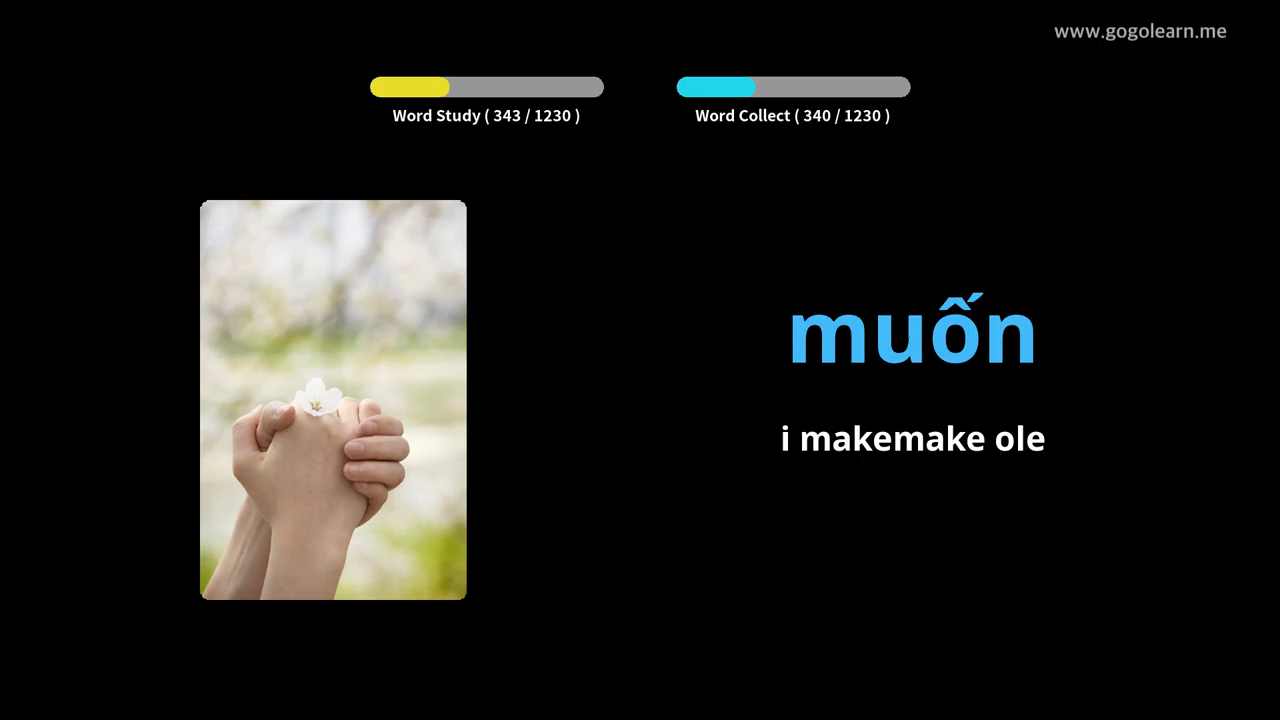 www.gogolearn.me
Word Study ( 343 / 1230 )
Word Collect ( 340 / 1230 )
muốn
i makemake ole